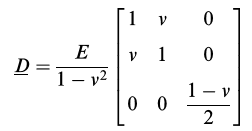 D = E / (1 − ν²) [ 1 ν 0
ν 1 0
0 0 (1 − ν) / 2 ]